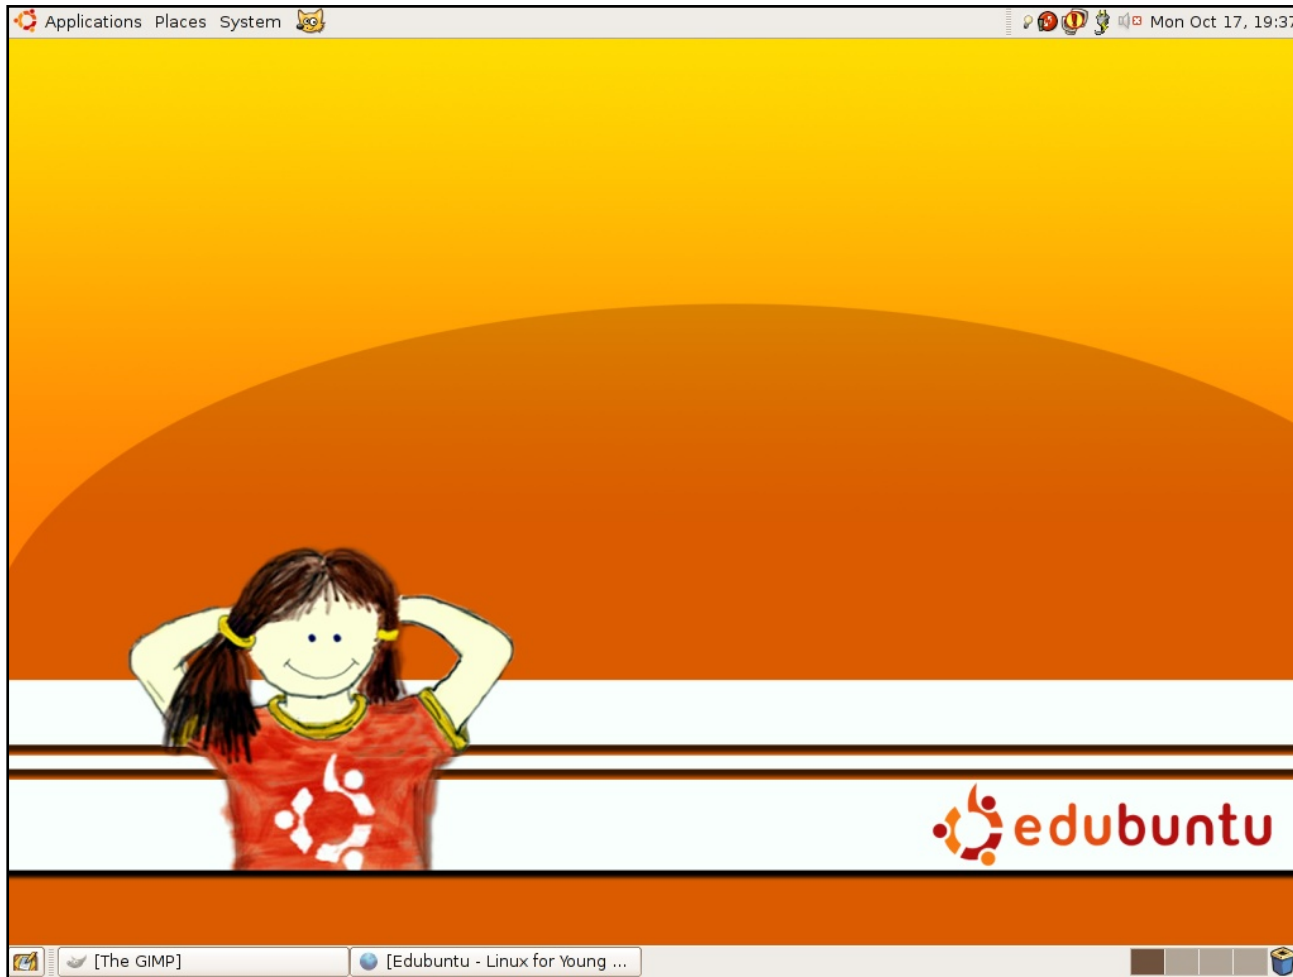 Applications Places System Mon Oct 17, 19:37
edubuntu
[The GIMP] [Edubuntu - Linux for Young ...